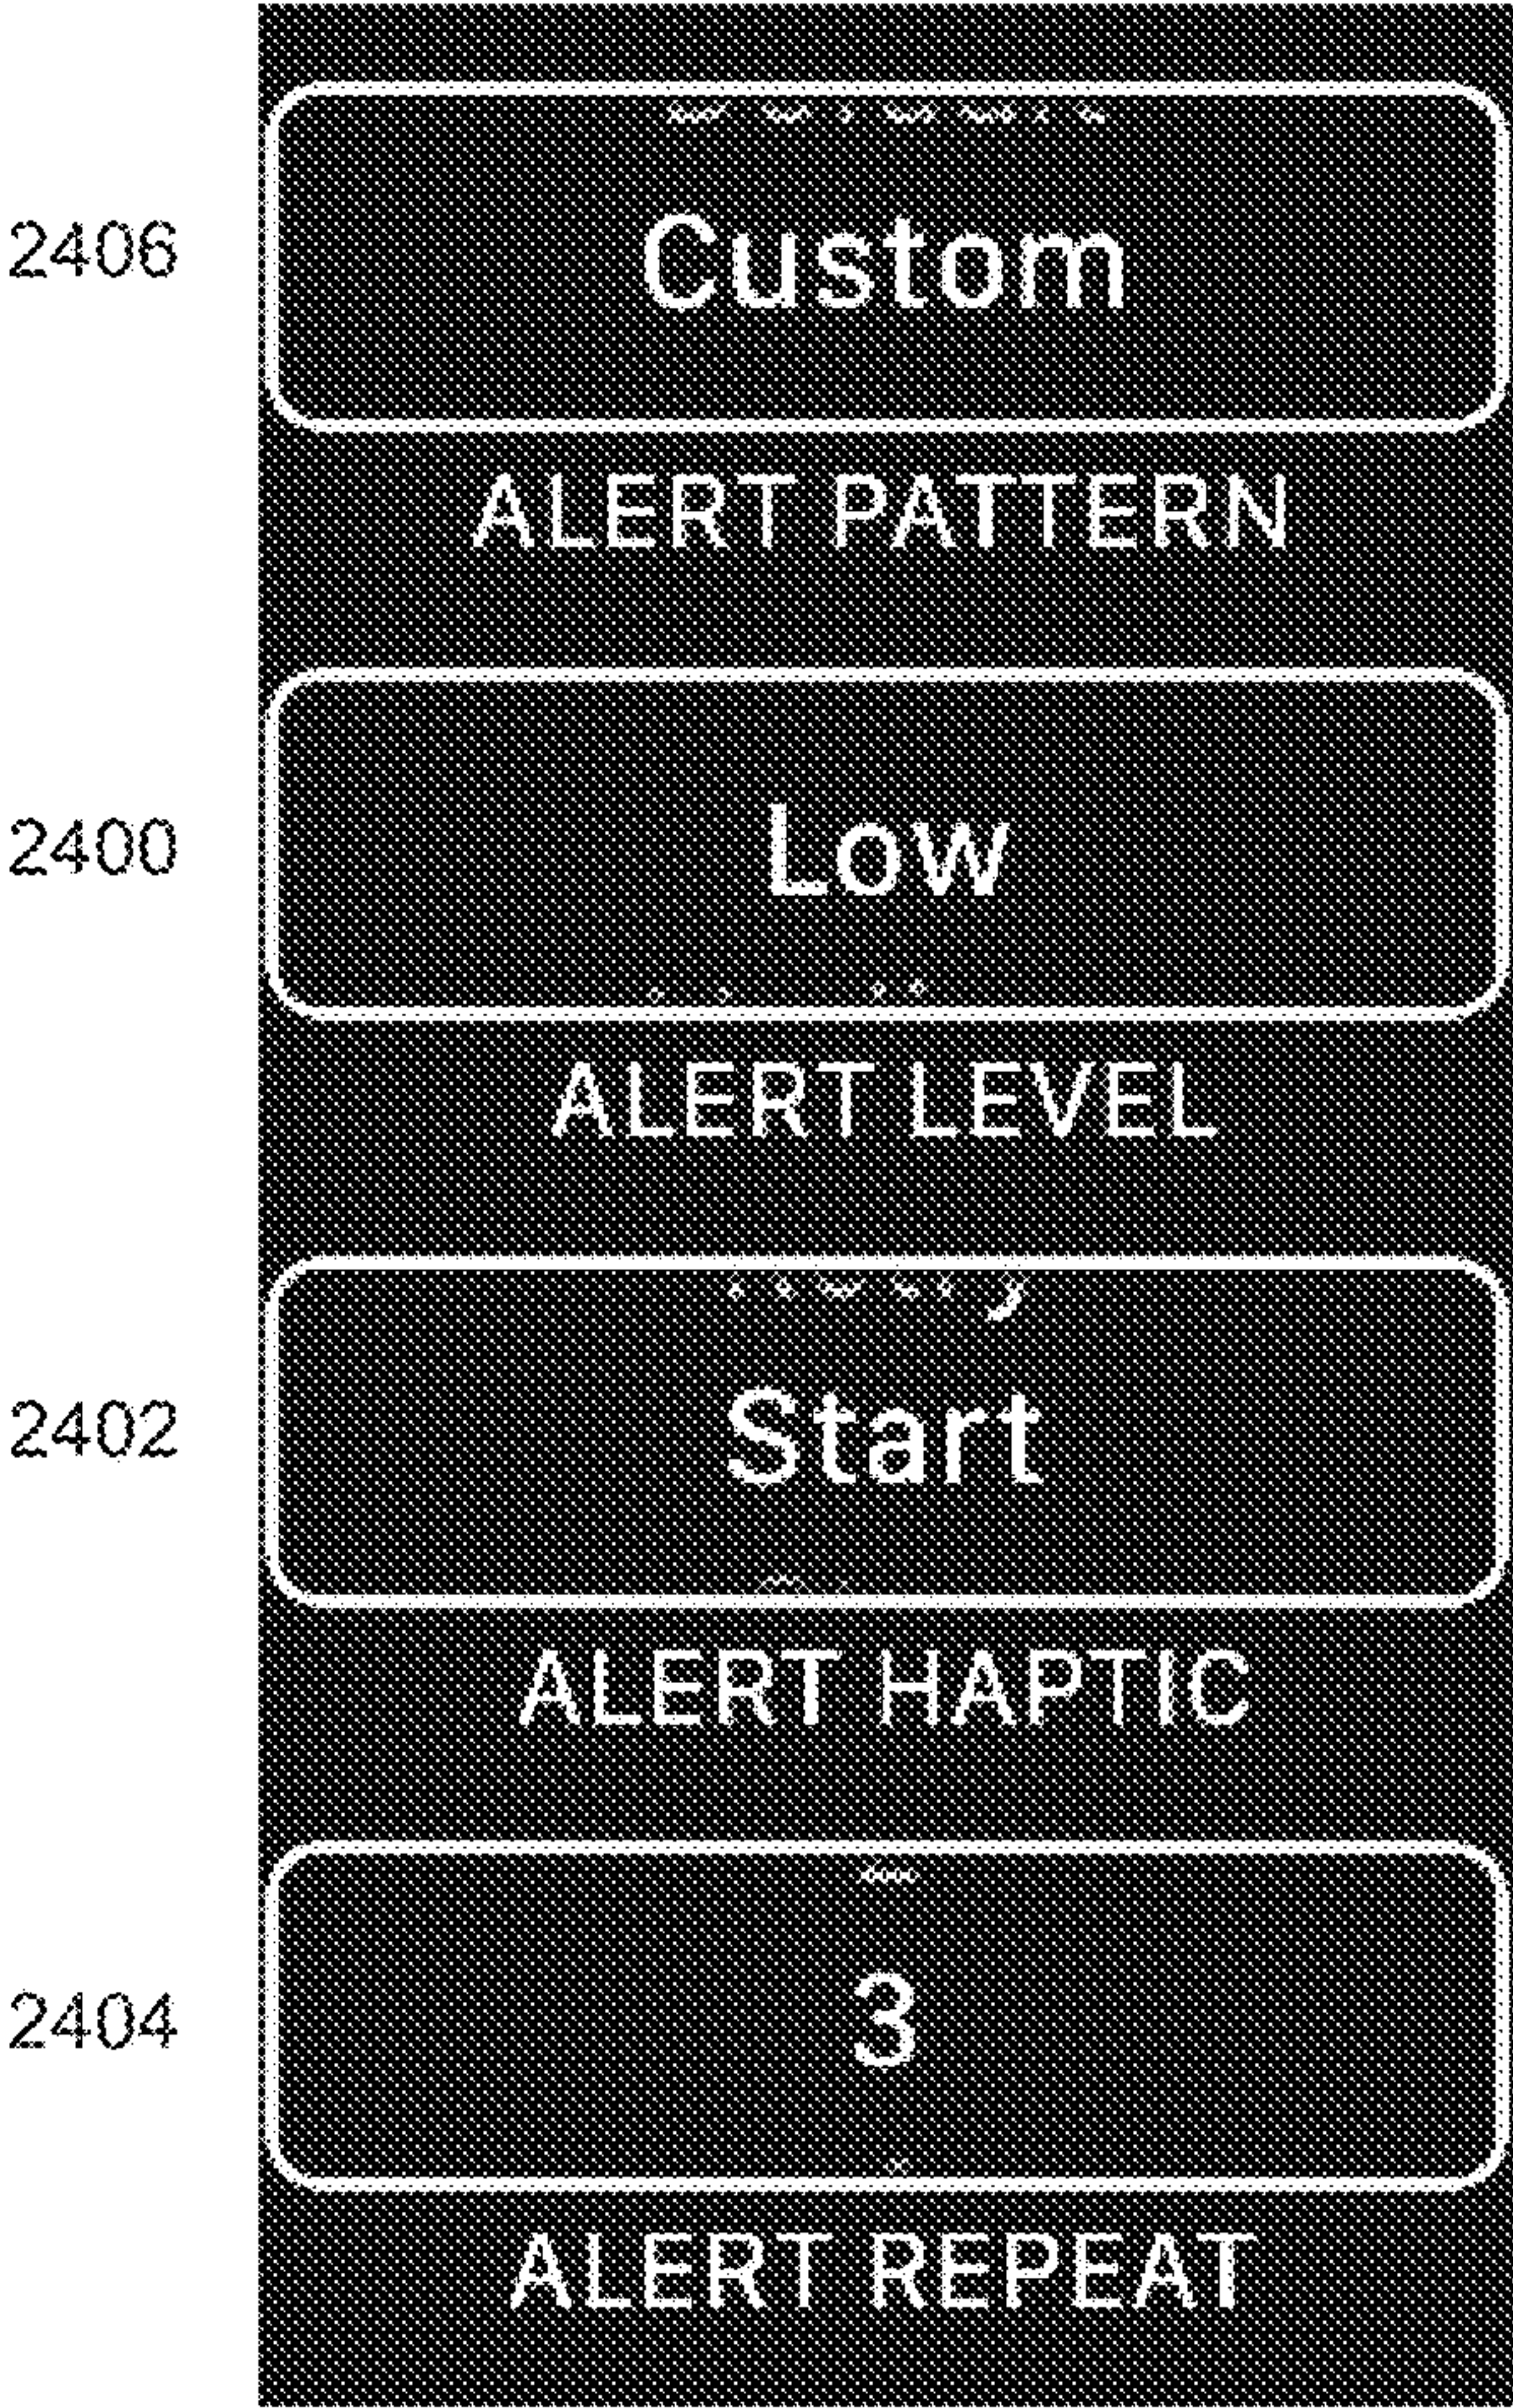 2406
Custom
ALERT PATTERN
2400
Low
ALERT LEVEL
2402
Start
ALERT HAPTIC
2404
3
ALERT REPEAT